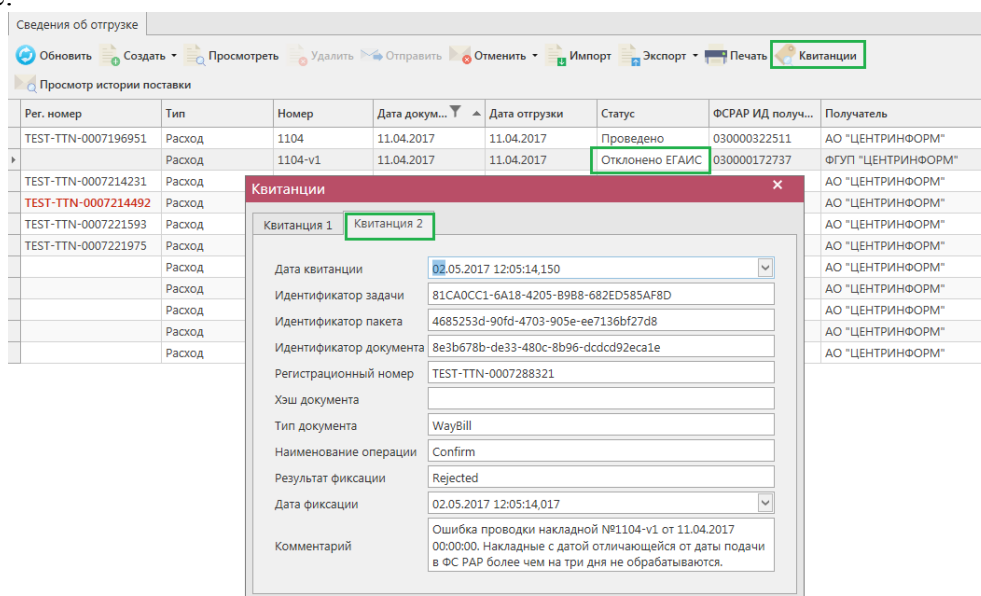 Сведения об отгрузке
Обновить Создать Просмотреть Удалить Отправить Отменить Импорт Экспорт Печать Квитанции
Просмотр истории поставки
Рег. номер Тип Номер Дата докум... Дата отгрузки Статус ФСРАР ИД получ... Получатель
TEST-TTN-0007196951 Расход 1104 11.04.2017 11.04.2017 Проведено 030000322511 АО "ЦЕНТРИНФОРМ"
Расход 1104-v1 11.04.2017 11.04.2017 Отклонено ЕГАИС 030000172737 ФГУП "ЦЕНТРИНФОРМ"
TEST-TTN-0007214231 Расход АО "ЦЕНТРИНФОРМ"
TEST-TTN-0007214492 Расход АО "ЦЕНТРИНФОРМ"
TEST-TTN-0007221593 Расход АО "ЦЕНТРИНФОРМ"
TEST-TTN-0007221975 Расход АО "ЦЕНТРИНФОРМ"
Расход АО "ЦЕНТРИНФОРМ"
Расход АО "ЦЕНТРИНФОРМ"
Расход АО "ЦЕНТРИНФОРМ"
Расход АО "ЦЕНТРИНФОРМ"
Расход АО "ЦЕНТРИНФОРМ"
Квитанции
Квитанция 1 Квитанция 2
Дата квитанции 02.05.2017 12:05:14,150
Идентификатор задачи 81CA0CC1-6A18-4205-B9B8-682ED585AF8D
Идентификатор пакета 4685253d-90fd-4703-905e-ee7136bf27d8
Идентификатор документа 8e3b678b-de33-480c-8b96-dcdcd92eca1e
Регистрационный номер TEST-TTN-0007288321
Хэш документа
Тип документа WayBill
Наименование операции Confirm
Результат фиксации Rejected
Дата фиксации 02.05.2017 12:05:14,017
Комментарий Ошибка проводки накладной №1104-v1 от 11.04.2017
00:00:00. Накладные с датой отличающейся от даты подачи
в ФС РАР более чем на три дня не обрабатываются.